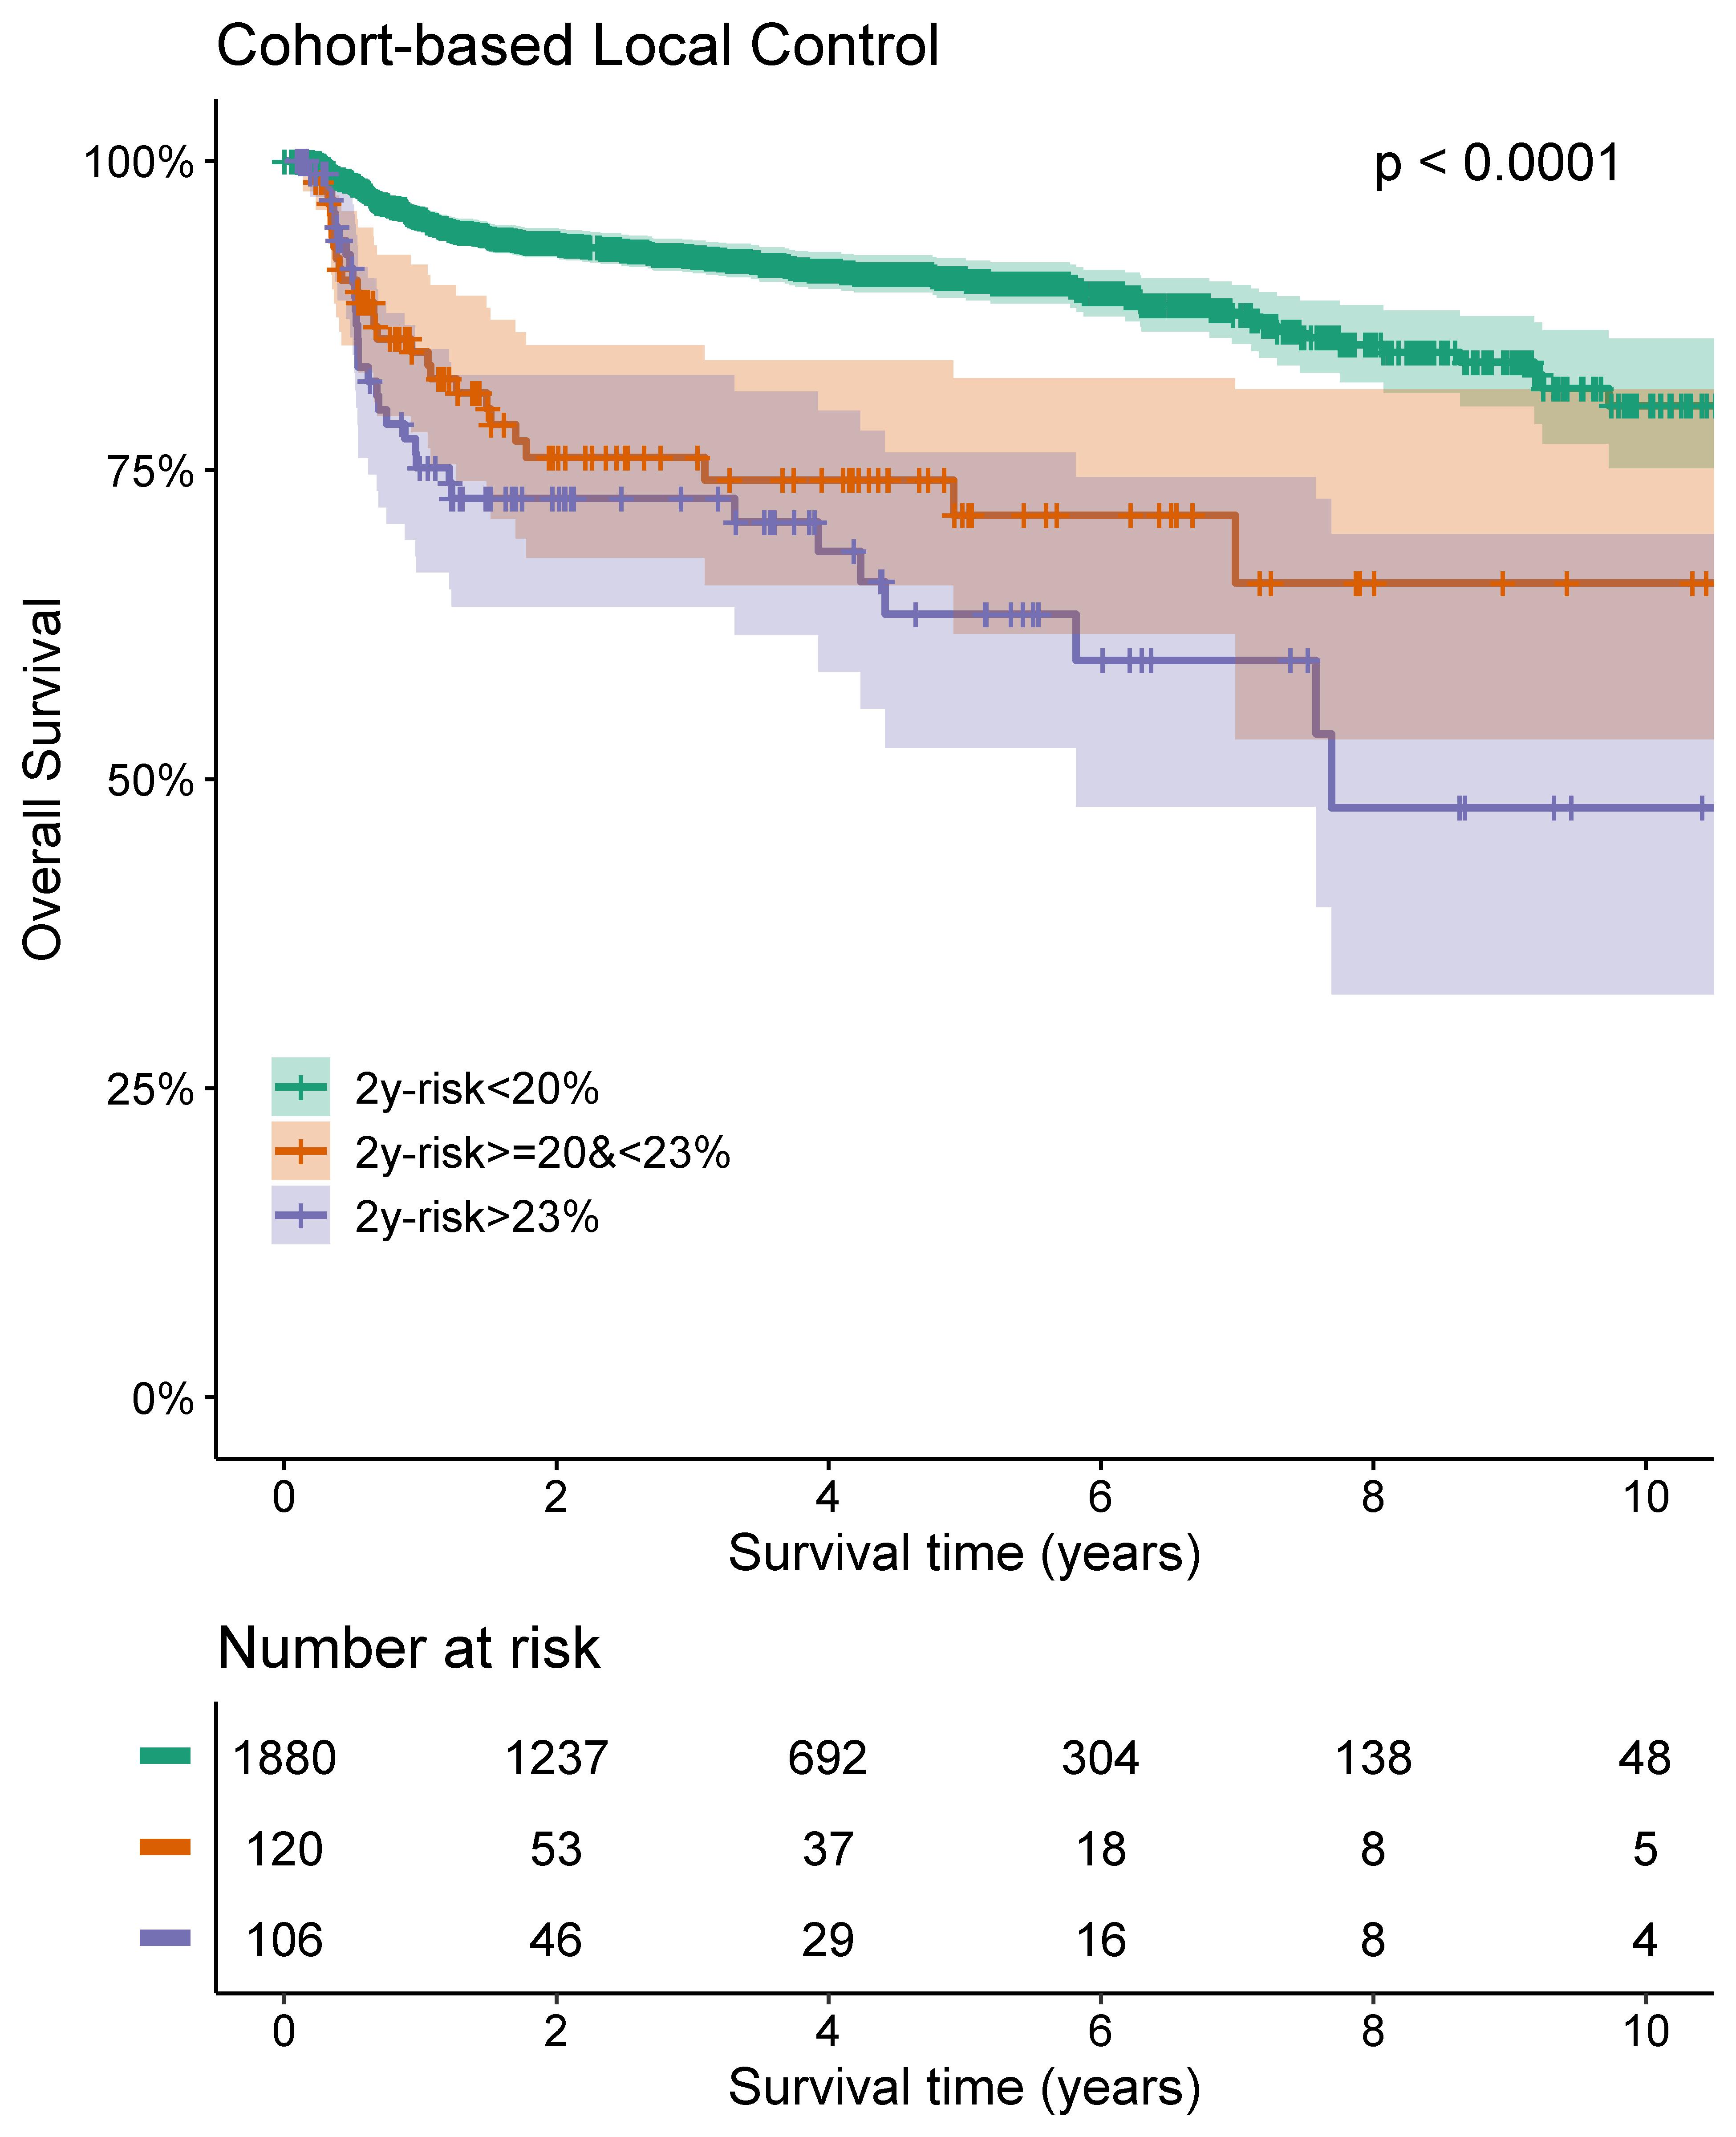 Cohort-based Local Control
p < 0.0001
100%
75%
50%
25%
0%
Overall Survival
2y-risk<20%
2y-risk>=20&<23%
2y-risk>23%
0 2 4 6 8 10
Survival time (years)
Number at risk
1880 1237 692 304 138 48
120 53 37 18 8 5
106 46 29 16 8 4
0 2 4 6 8 10
Survival time (years)